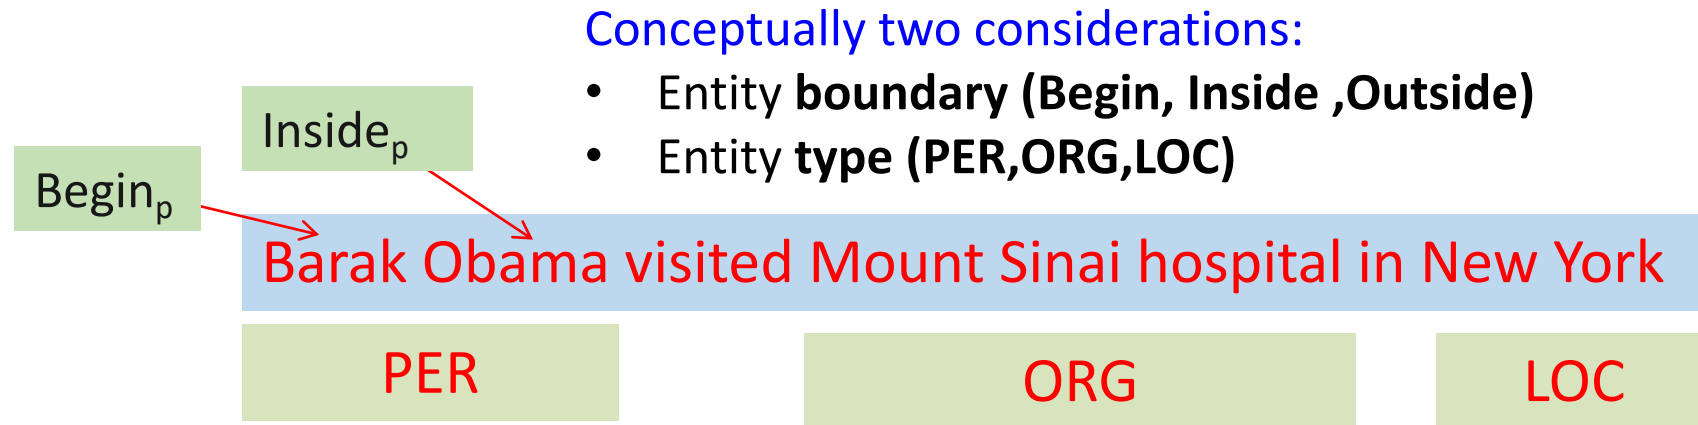 Conceptually two considerations:
• Entity boundary (Begin, Inside ,Outside)
• Entity type (PER,ORG,LOC)
Insidep
Beginp
Barak Obama visited Mount Sinai hospital in New York
PER ORG LOC